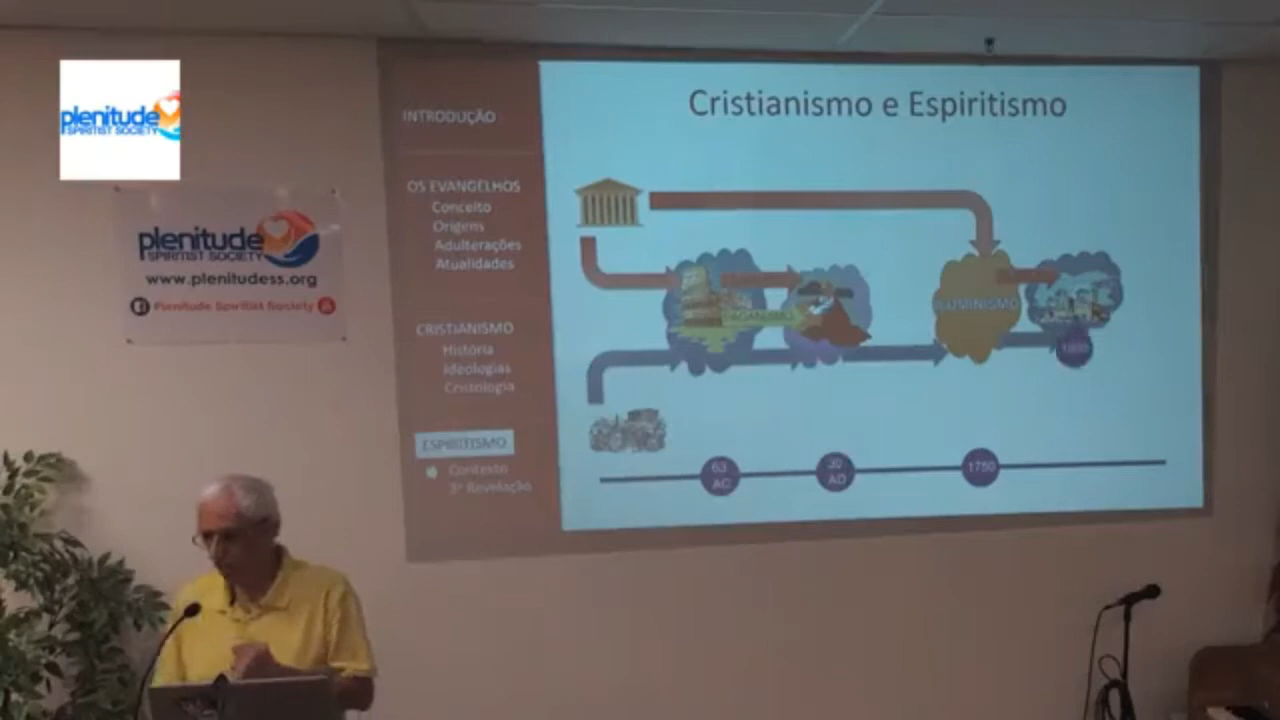 plenitude
SPIRITIST SOCIETY
plenitude
SPIRITIST SOCIETY
www.plenitudess.org
Plenitude Spiritist Society
INTRODUÇÃO
OS EVANGELHOS
Conceito
Origens
Adulterações
Atualidades
CRISTIANISMO
História
Ideologias
Cristologia
ESPIRITISMO
Contexto
3ª Revelação
Cristianismo e Espiritismo
PAGANISMO
ILUMINISMO
63
AC
30
AD
1750